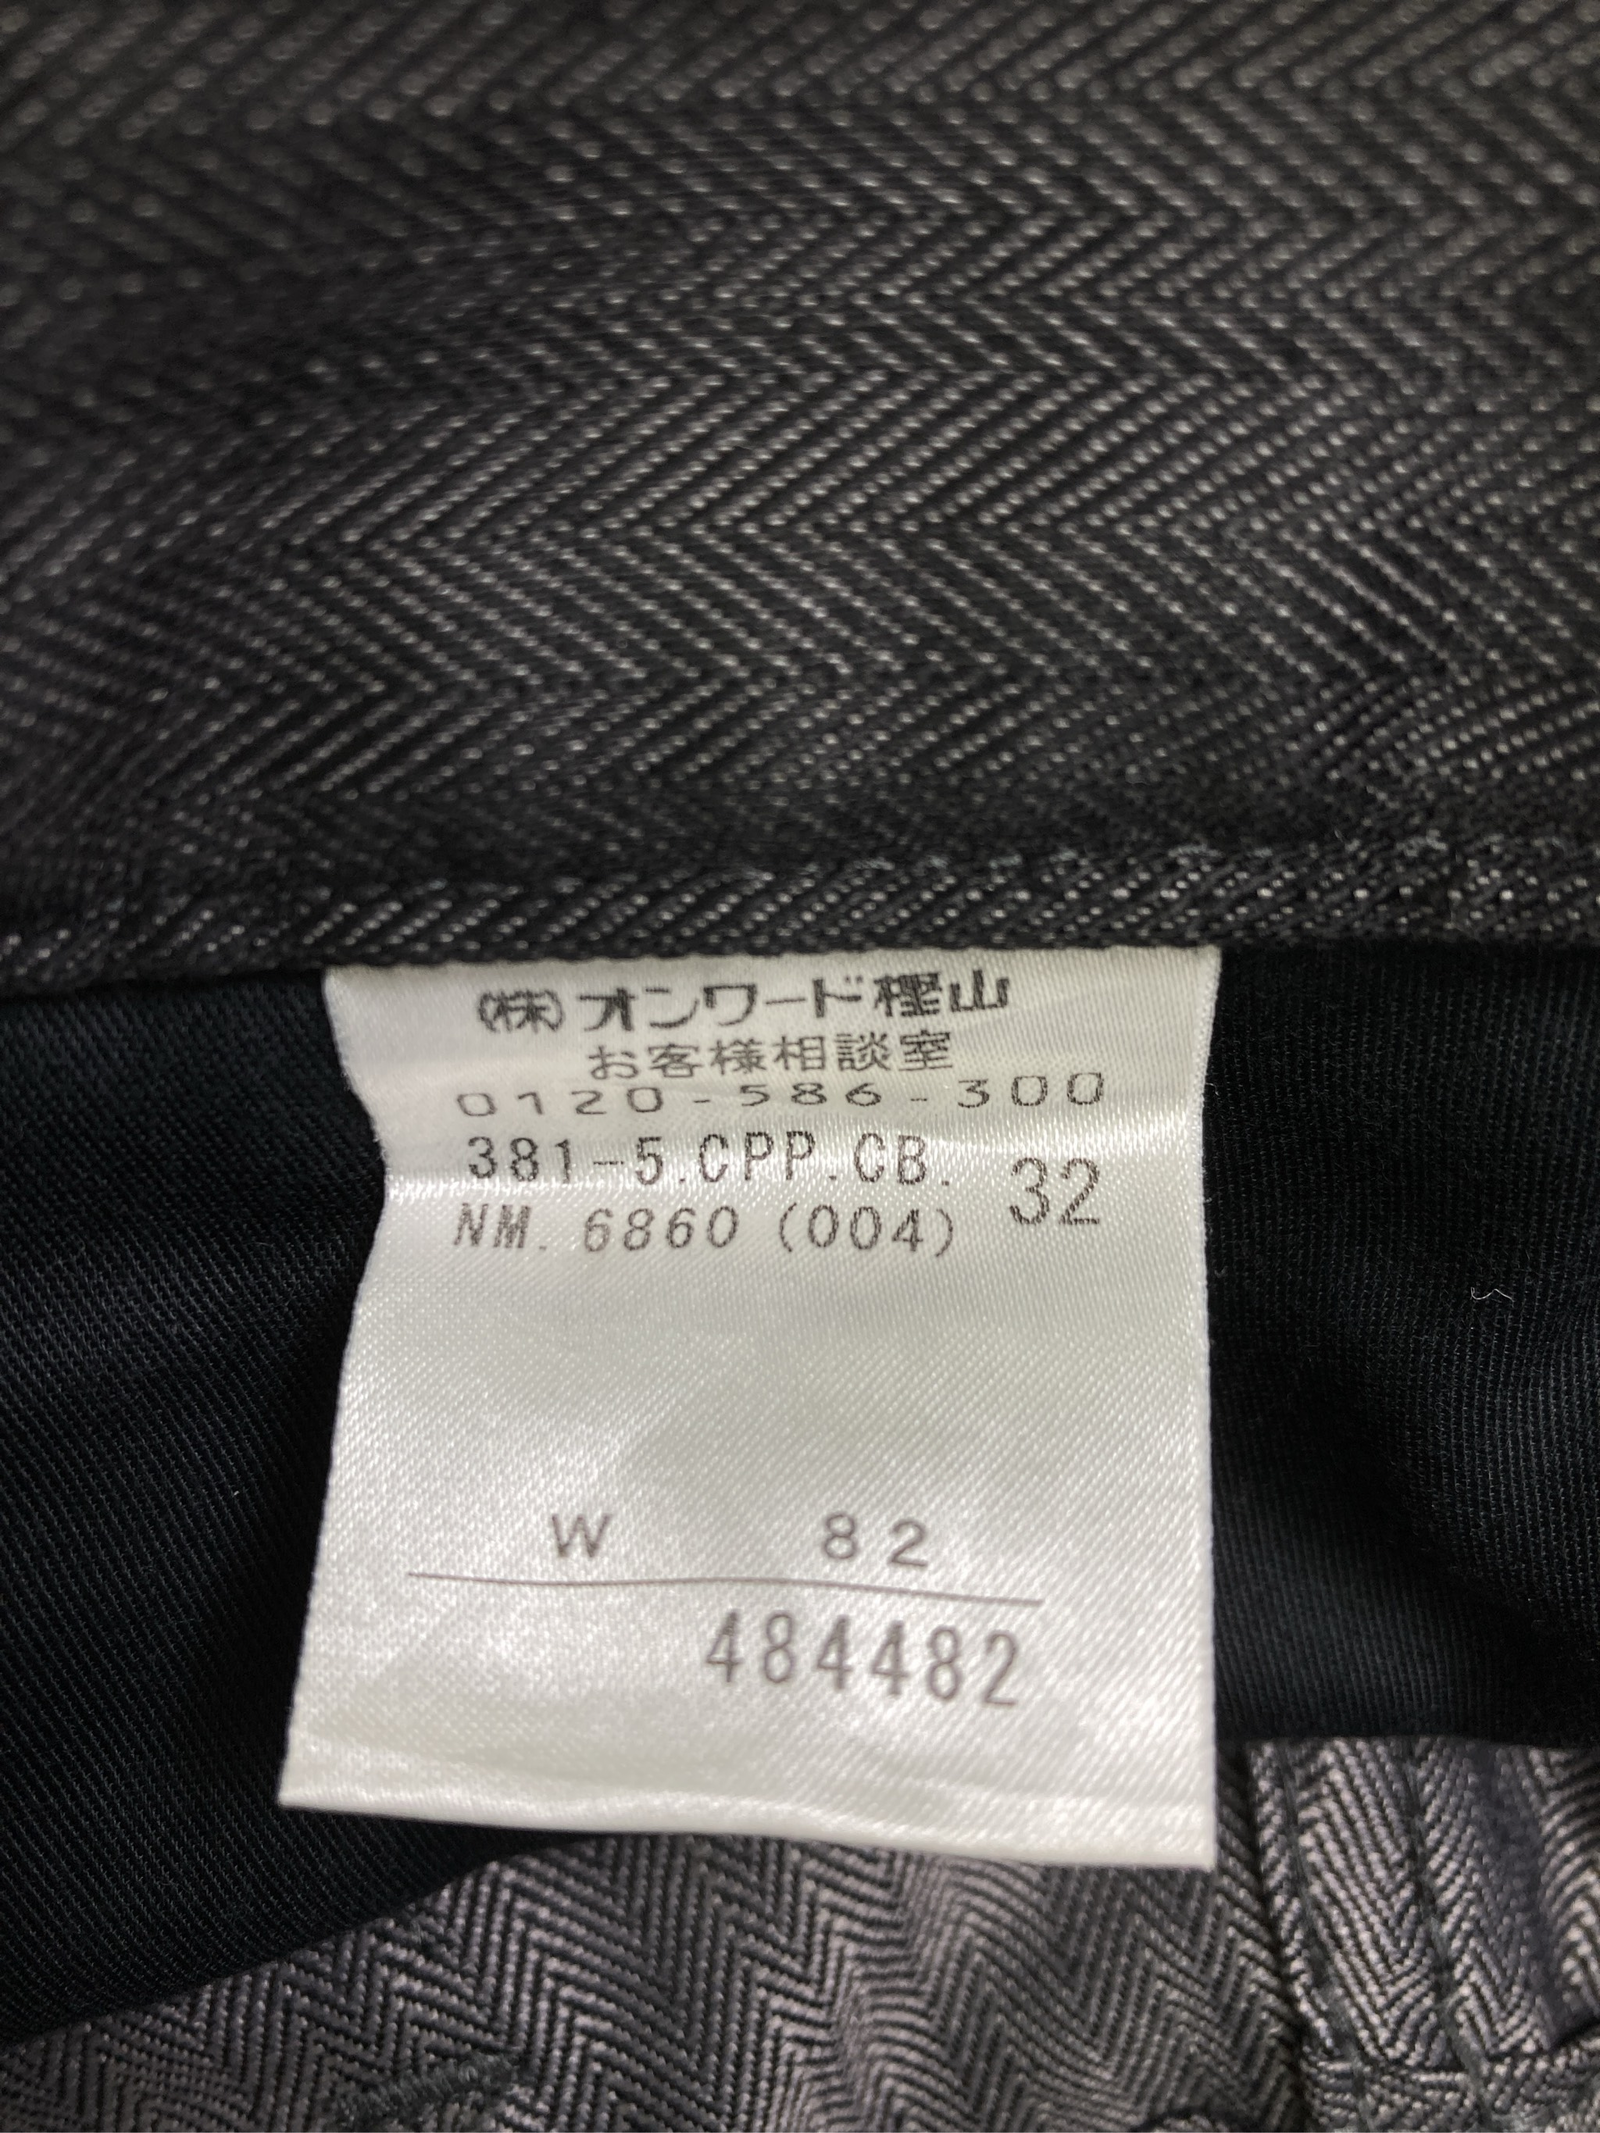 ㈱オンワード樫山
お客様相談室
0120-586-300
381-5.CPP.CB. 32
NM. 6860 (004)
W 82
484482